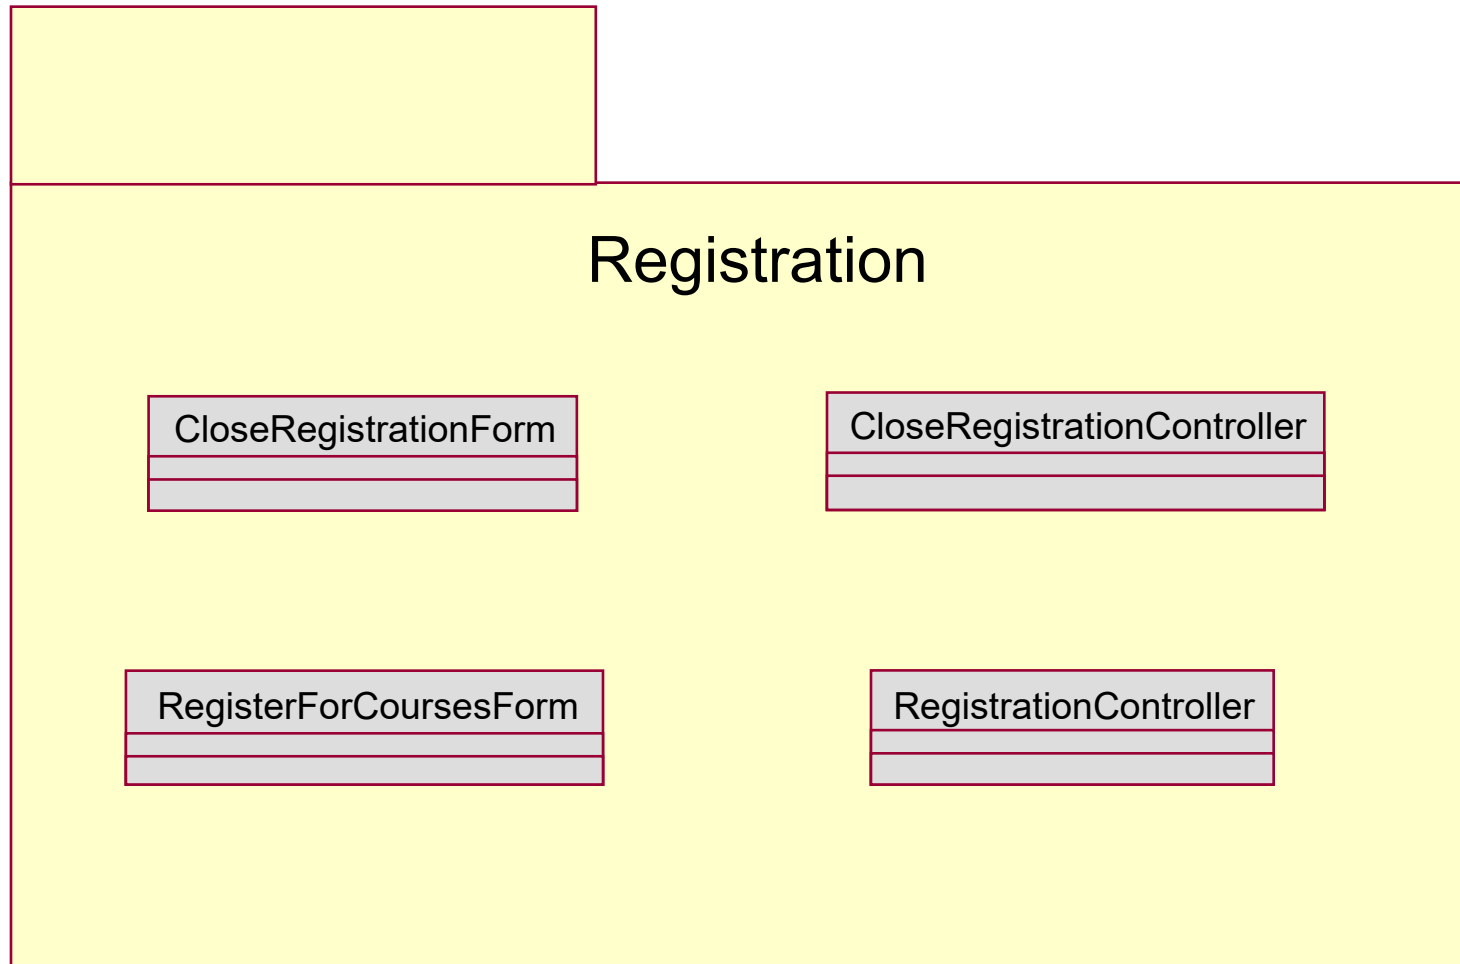 Registration
CloseRegistrationForm
CloseRegistrationController
RegisterForCoursesForm
RegistrationController